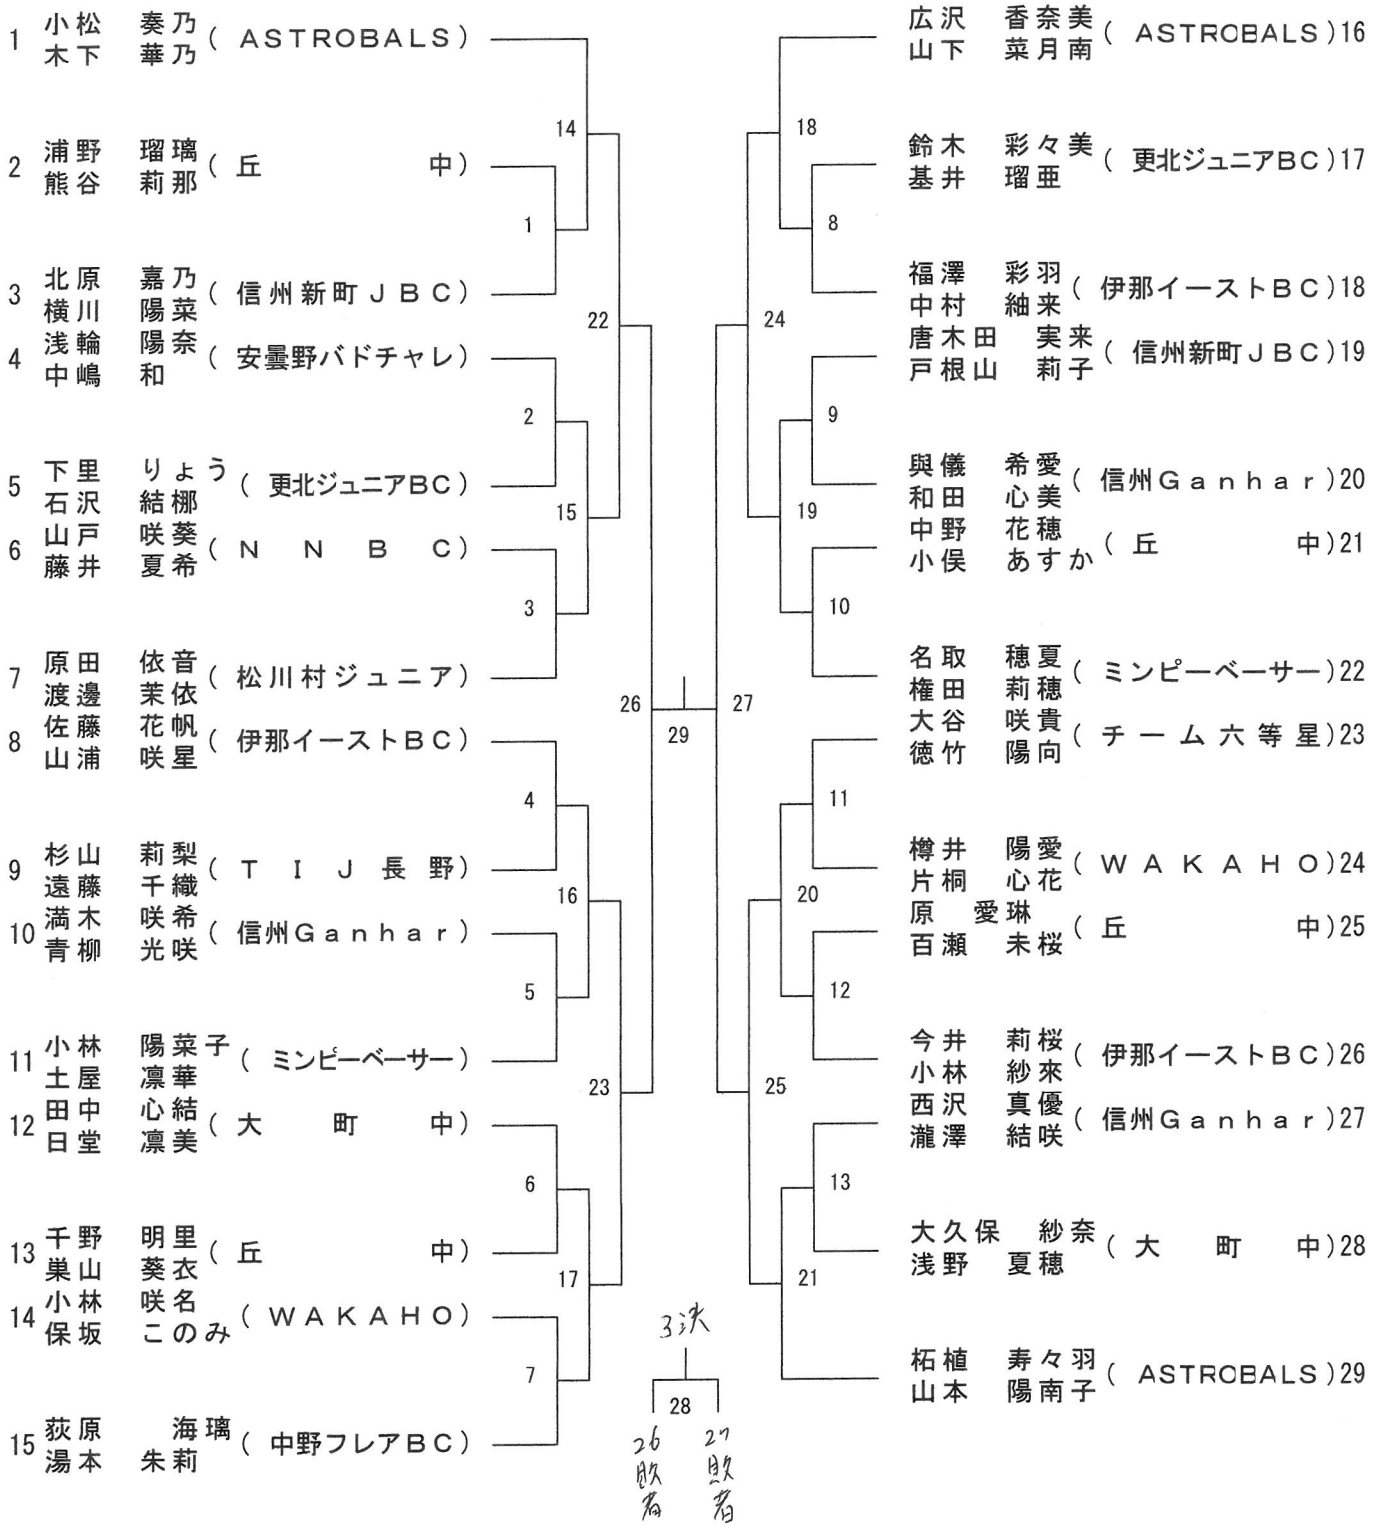 1 小松 奏乃 ( ASTROBALS )
木下 華乃
2 浦野 瑠璃 ( 丘 中 )
熊谷 莉那
3 北原 嘉乃 ( 信州新町JBC )
横川 陽菜
4 浅輪 陽奈 ( 安曇野バドチャレ )
中嶋 和
5 下里 りょう ( 更北ジュニアBC )
石沢 結梛
6 山戸 咲葵 ( NNBC )
藤井 夏希
7 原田 依音 ( 松川村ジュニア )
渡邊 茉依
8 佐藤 花帆 ( 伊那イーストBC )
山浦 咲星
9 杉山 莉梨 ( TIJ長野 )
遠藤 千織
10 満木 咲希 ( 信州Ganhar )
青柳 光咲
11 小林 陽菜子 ( ミンピーベーサー )
土屋 凛華
12 田中 心結 ( 大町中 )
日堂 凛美
13 千野 明里 ( 丘 中 )
巣山 葵衣
14 小林 咲名 ( WAKAHO )
保坂 このみ
15 荻原 海璃 ( 中野フレアBC )
湯本 朱莉
14
1
22
2
15
3
26
4
16
5
23
6
17
7
29
18
8
24
9
19
10
27
11
20
12
25
13
21
3決
28
26敗者
27敗者
広沢 香奈美 ( ASTROBALS ) 16
山下 菜月南
鈴木 彩々美 ( 更北ジュニアBC ) 17
基井 瑠亜
福澤 彩羽 ( 伊那イーストBC ) 18
中村 紬来
唐木田 実来 ( 信州新町JBC ) 19
戸根山 莉子
與儀 希愛 ( 信州Ganhar ) 20
和田 心美
中野 花穂 ( 丘 中 ) 21
小俣 あすか
名取 穂夏 ( ミンピーベーサー ) 22
権田 莉穂
大谷 咲貴 ( チーム六等星 ) 23
徳竹 陽向
樽井 陽愛 ( WAKAHO ) 24
片桐 心花
原 愛琳 ( 丘 中 ) 25
百瀬 未桜
今井 莉桜 ( 伊那イーストBC ) 26
小林 紗來
西沢 真優 ( 信州Ganhar ) 27
瀧澤 結咲
大久保 紗奈 ( 大町中 ) 28
浅野 夏穂
柘植 寿々羽 ( ASTROBALS ) 29
山本 陽南子